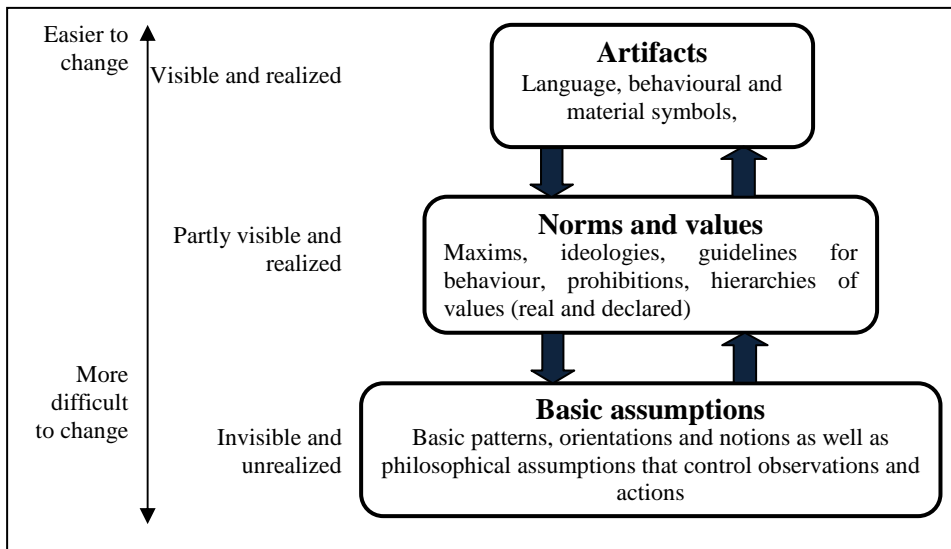 Easier to
change
Visible and realized
Artifacts
Language, behavioural and
material symbols,
Partly visible and
realized
Norms and values
Maxims, ideologies, guidelines for
behaviour, prohibitions, hierarchies of
values (real and declared)
More
difficult
to change
Invisible and
unrealized
Basic assumptions
Basic patterns, orientations and notions as well as
philosophical assumptions that control observations and
actions